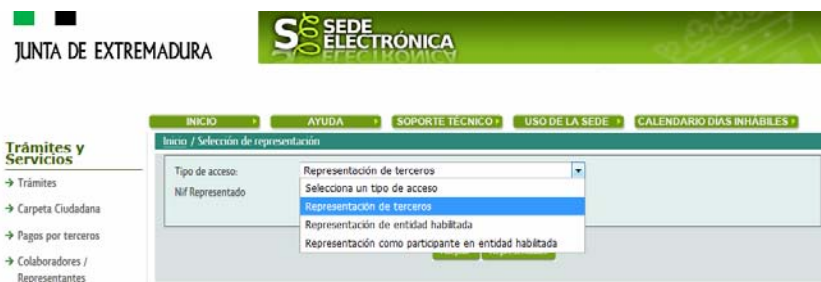 JUNTA DE EXTREMADURA
SEDE
ELECTRÓNICA
INICIO
AYUDA
SOPORTE TÉCNICO
USO DE LA SEDE
CALENDARIO DÍAS INHÁBILES
Inicio / Selección de representación
Trámites y
Servicios
Trámites
Carpeta Ciudadana
Pagos por terceros
Colaboradores /
Representantes
Tipo de acceso:
Representación de terceros
Nif Representado
Selecciona un tipo de acceso
Representación de terceros
Representación de entidad habilitada
Representación como participante en entidad habilitada